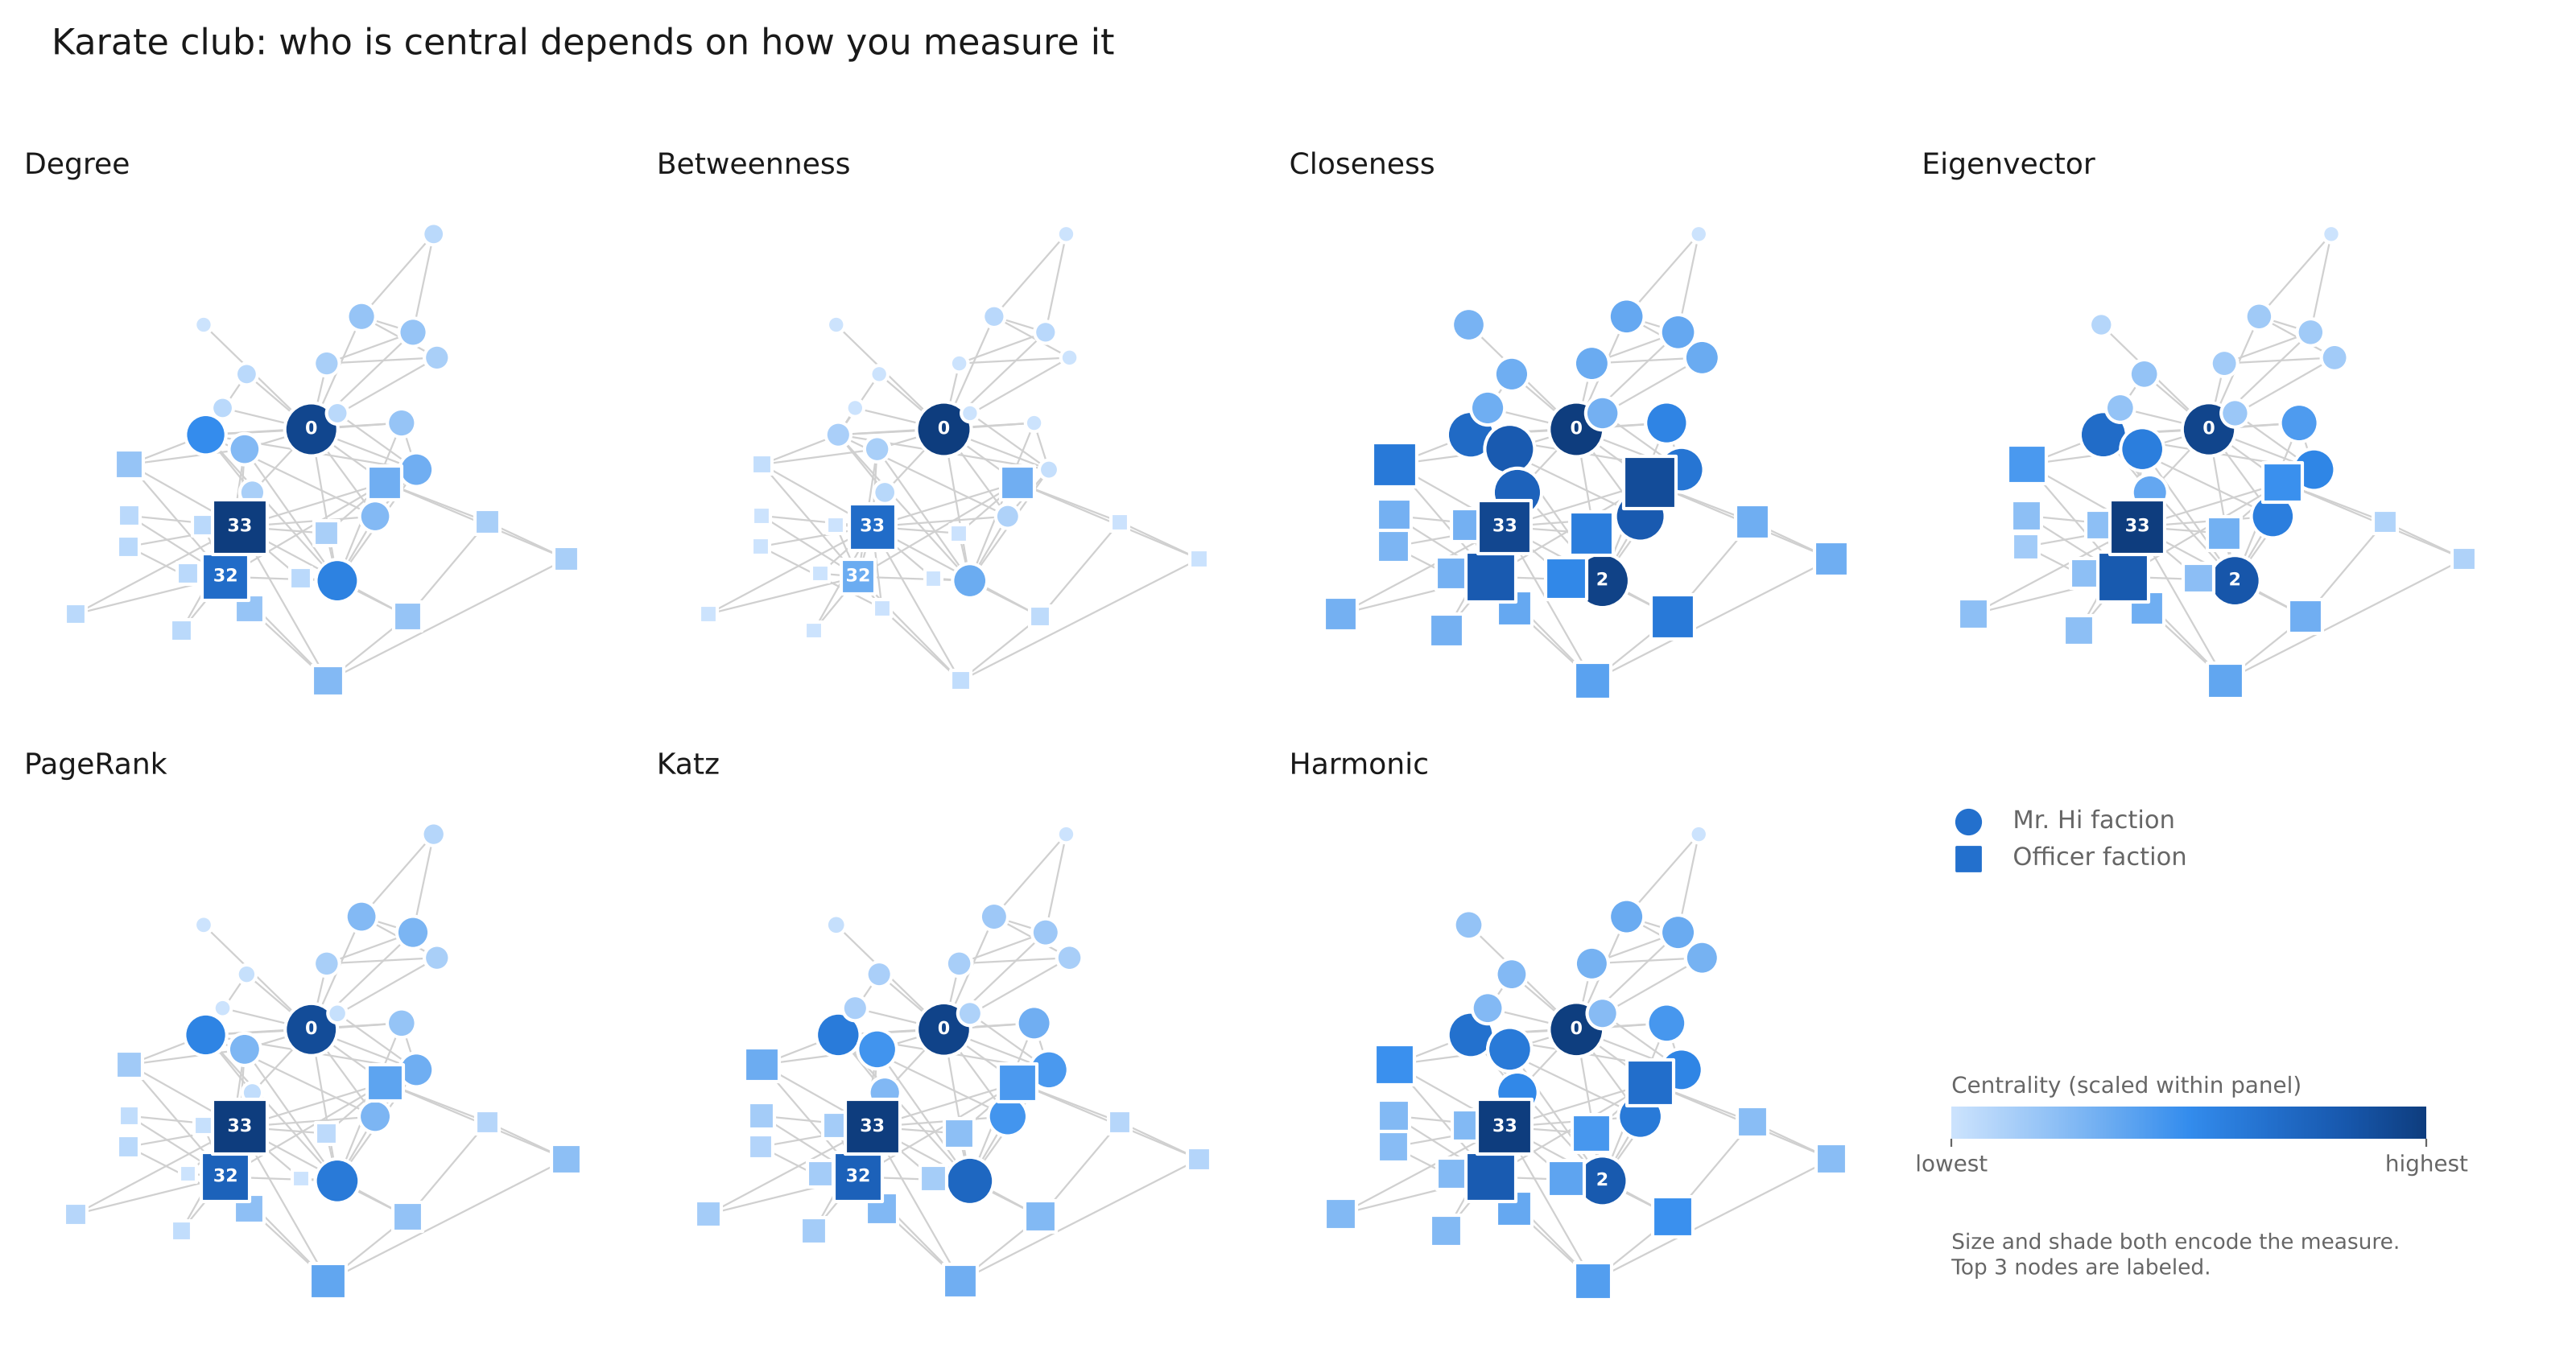 Karate club: who is central depends on how you measure it
Degree
0
33
32
Betweenness
0
33
32
Closeness
0
33
2
Eigenvector
0
33
2
PageRank
0
33
32
Katz
0
33
32
Harmonic
0
33
2
Mr. Hi faction
Officer faction
Centrality (scaled within panel)
lowest highest
Size and shade both encode the measure.
Top 3 nodes are labeled.